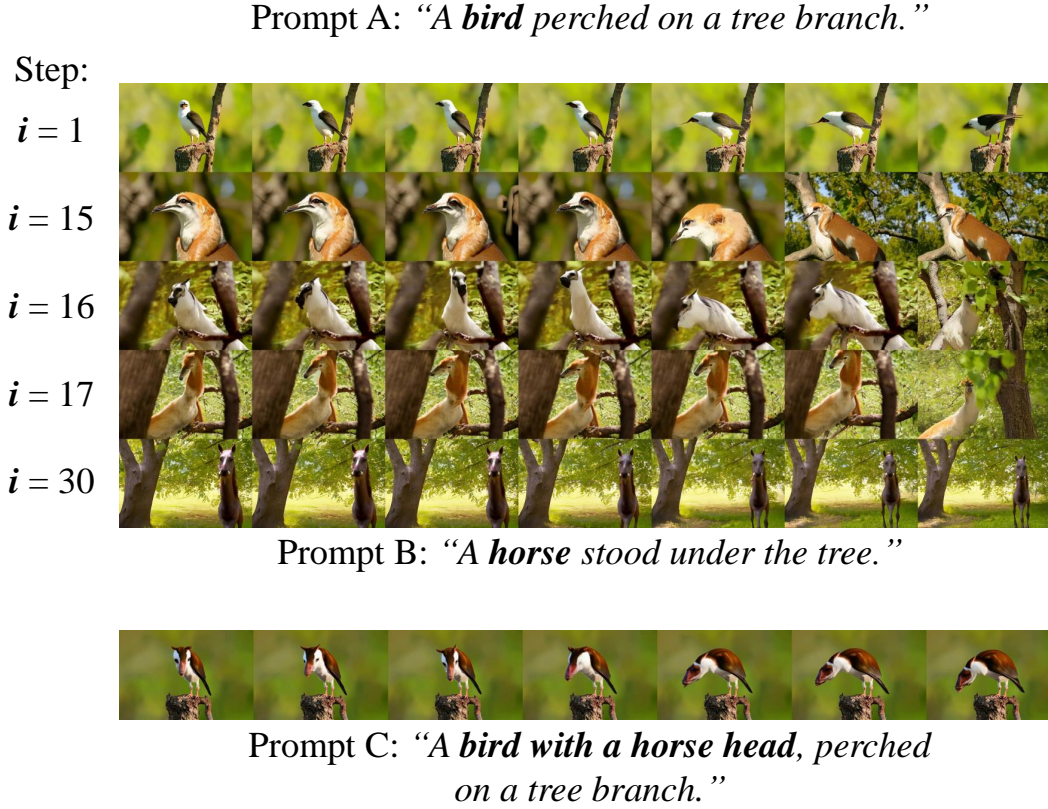 Prompt A: “A bird perched on a tree branch.”
Step:
i = 1
i = 15
i = 16
i = 17
i = 30
Prompt B: “A horse stood under the tree.”
Prompt C: “A bird with a horse head, perched
on a tree branch.”